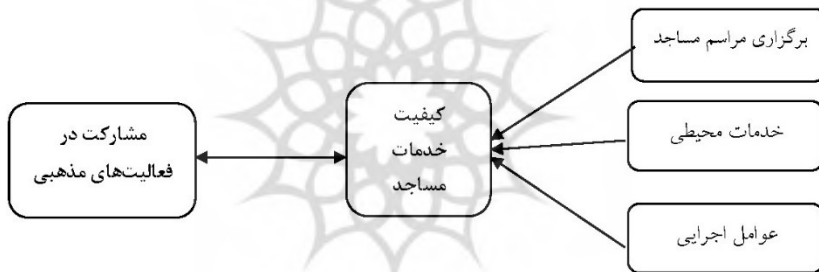 برگزاری مراسم مساجد
خدمات محیطی
عوامل اجرایی
کیفیت
خدمات
مساجد
مشارکت در
فعالیت‌های مذهبی